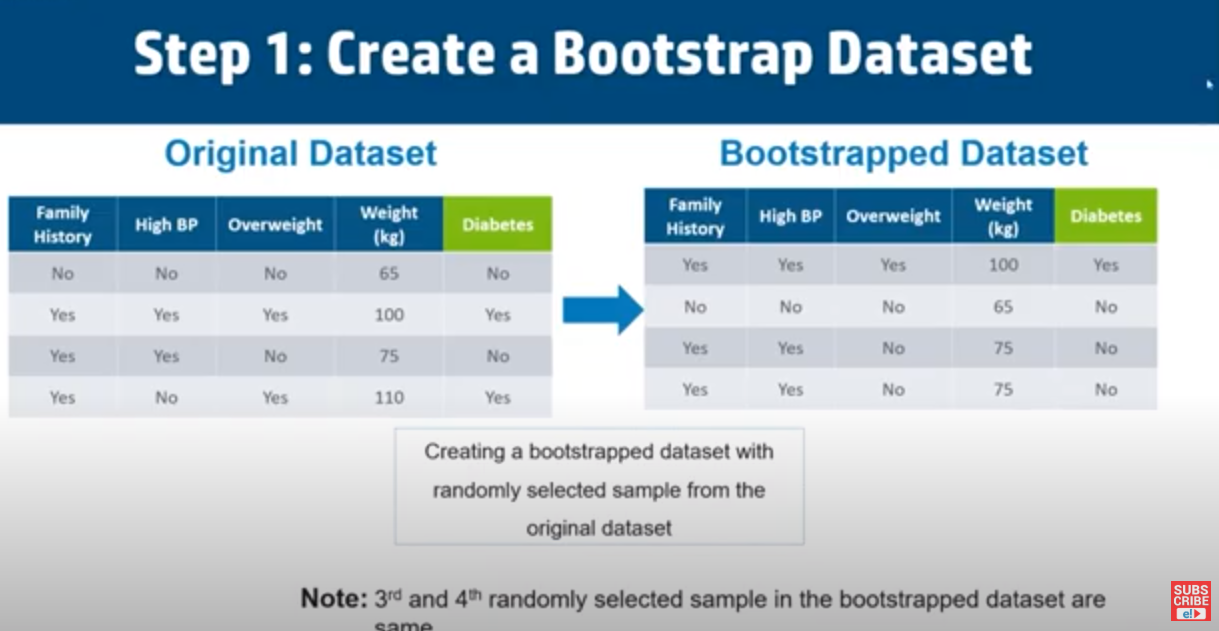 Step 1: Create a Bootstrap Dataset
Original Dataset
Family History High BP Overweight Weight (kg) Diabetes
No No No 65 No
Yes Yes Yes 100 Yes
Yes Yes No 75 No
Yes No Yes 110 Yes
Bootstrapped Dataset
Family History High BP Overweight Weight (kg) Diabetes
Yes Yes Yes 100 Yes
No No No 65 No
Yes Yes No 75 No
Yes Yes No 75 No
Creating a bootstrapped dataset with
randomly selected sample from the
original dataset
Note: 3rd and 4th randomly selected sample in the bootstrapped dataset are
same
SUBS
CRIBE
e!